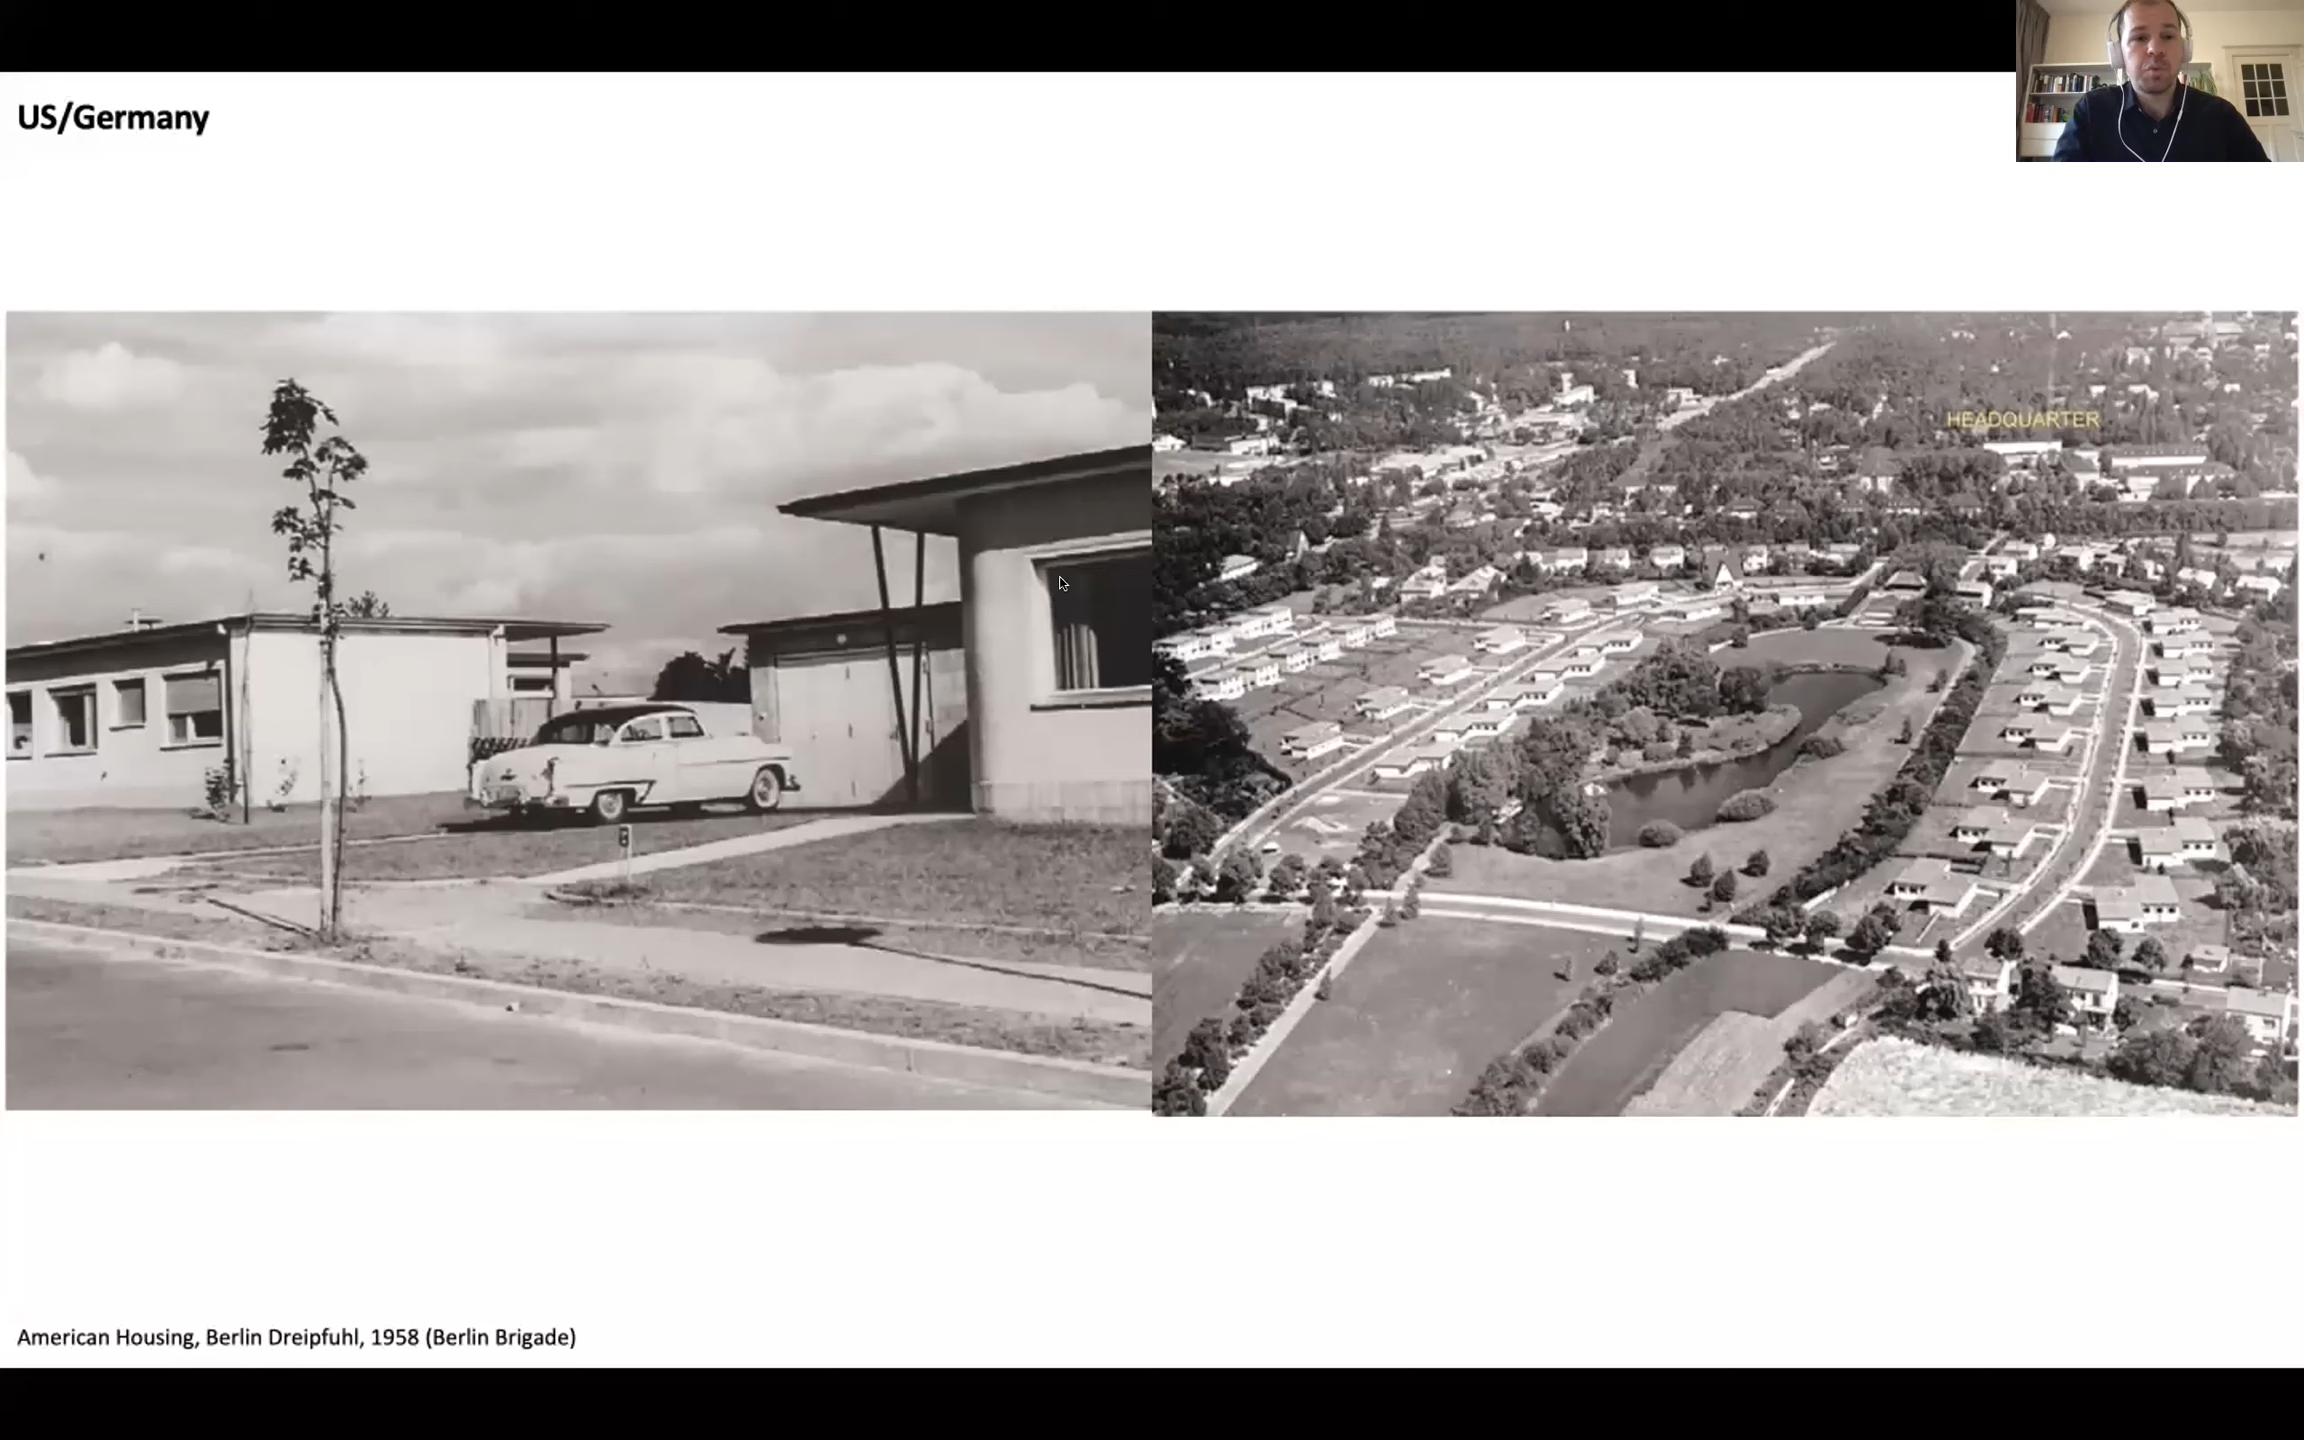 US/Germany
HEADQUARTER
American Housing, Berlin Dreipfuhl, 1958 (Berlin Brigade)